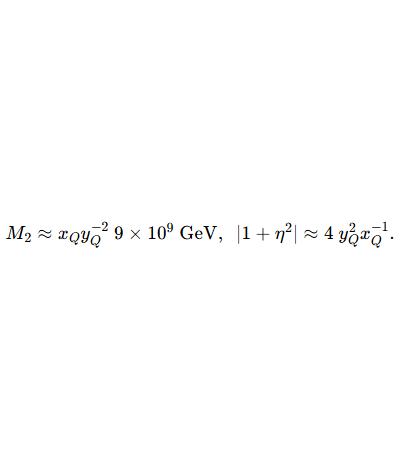 M₂ ≈ x_Q y_Q⁻² 9 × 10⁹ GeV, |1 + η²| ≈ 4 y_Q² x_Q⁻¹.